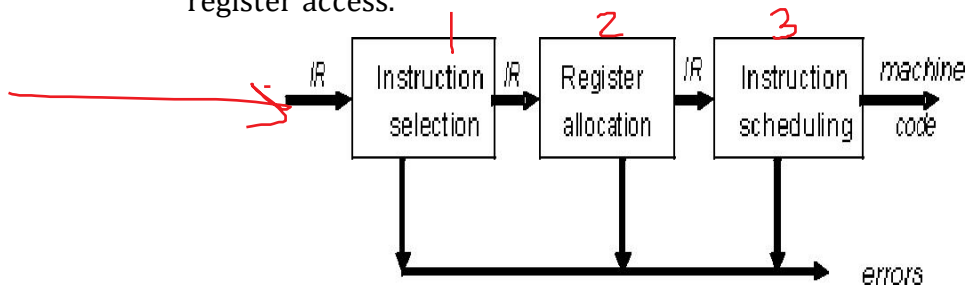 register access.
1 2 3
IR Instruction selection IR Register allocation IR Instruction scheduling machine code
errors